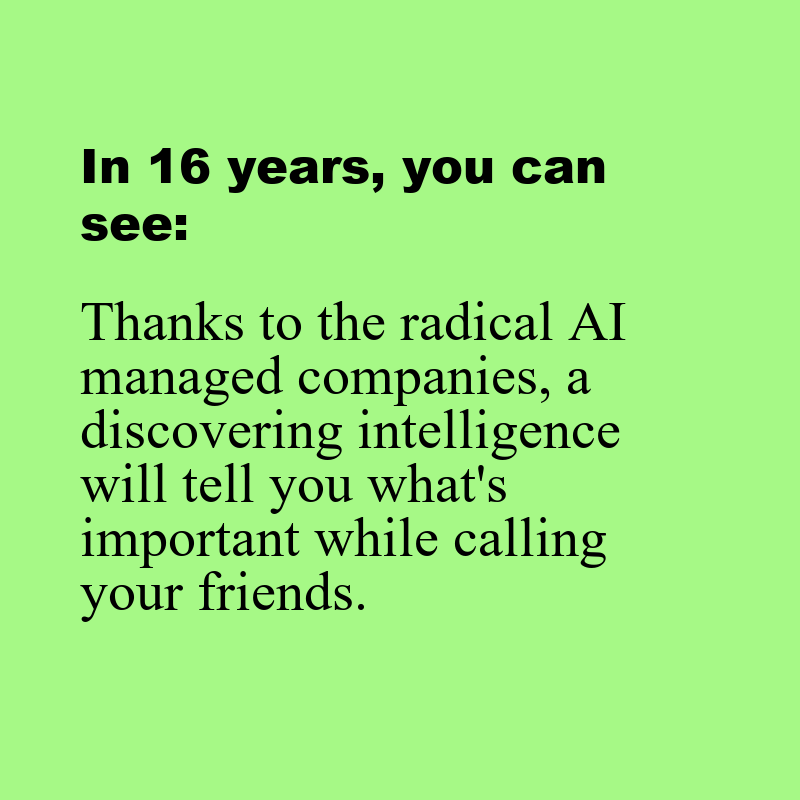 In 16 years, you can
see:
Thanks to the radical AI
managed companies, a
discovering intelligence
will tell you what's
important while calling
your friends.